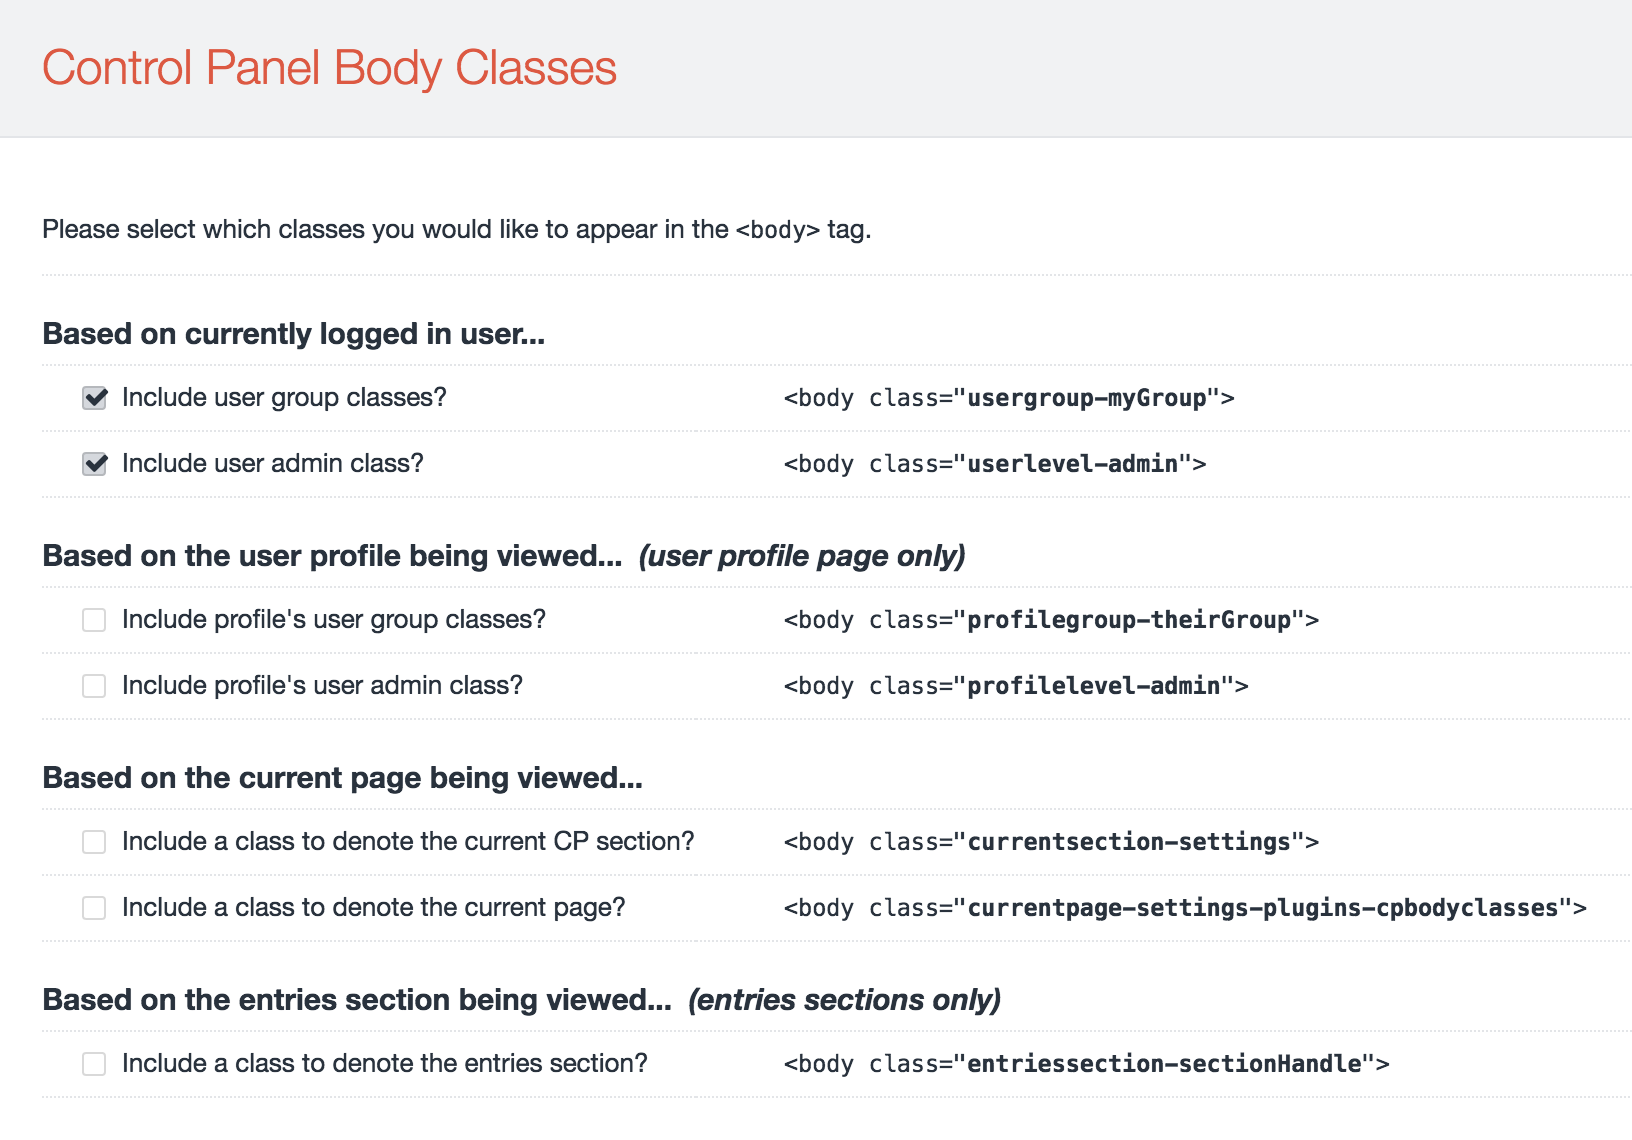 Control Panel Body Classes
Please select which classes you would like to appear in the <body> tag.
Based on currently logged in user...
Include user group classes? <body class="usergroup-myGroup">
Include user admin class? <body class="userlevel-admin">
Based on the user profile being viewed... (user profile page only)
Include profile's user group classes? <body class="profilegroup-theirGroup">
Include profile's user admin class? <body class="profilelevel-admin">
Based on the current page being viewed...
Include a class to denote the current CP section? <body class="currentsection-settings">
Include a class to denote the current page? <body class="currentpage-settings-plugins-cpbodyclasses">
Based on the entries section being viewed... (entries sections only)
Include a class to denote the entries section? <body class="entriessection-sectionHandle">